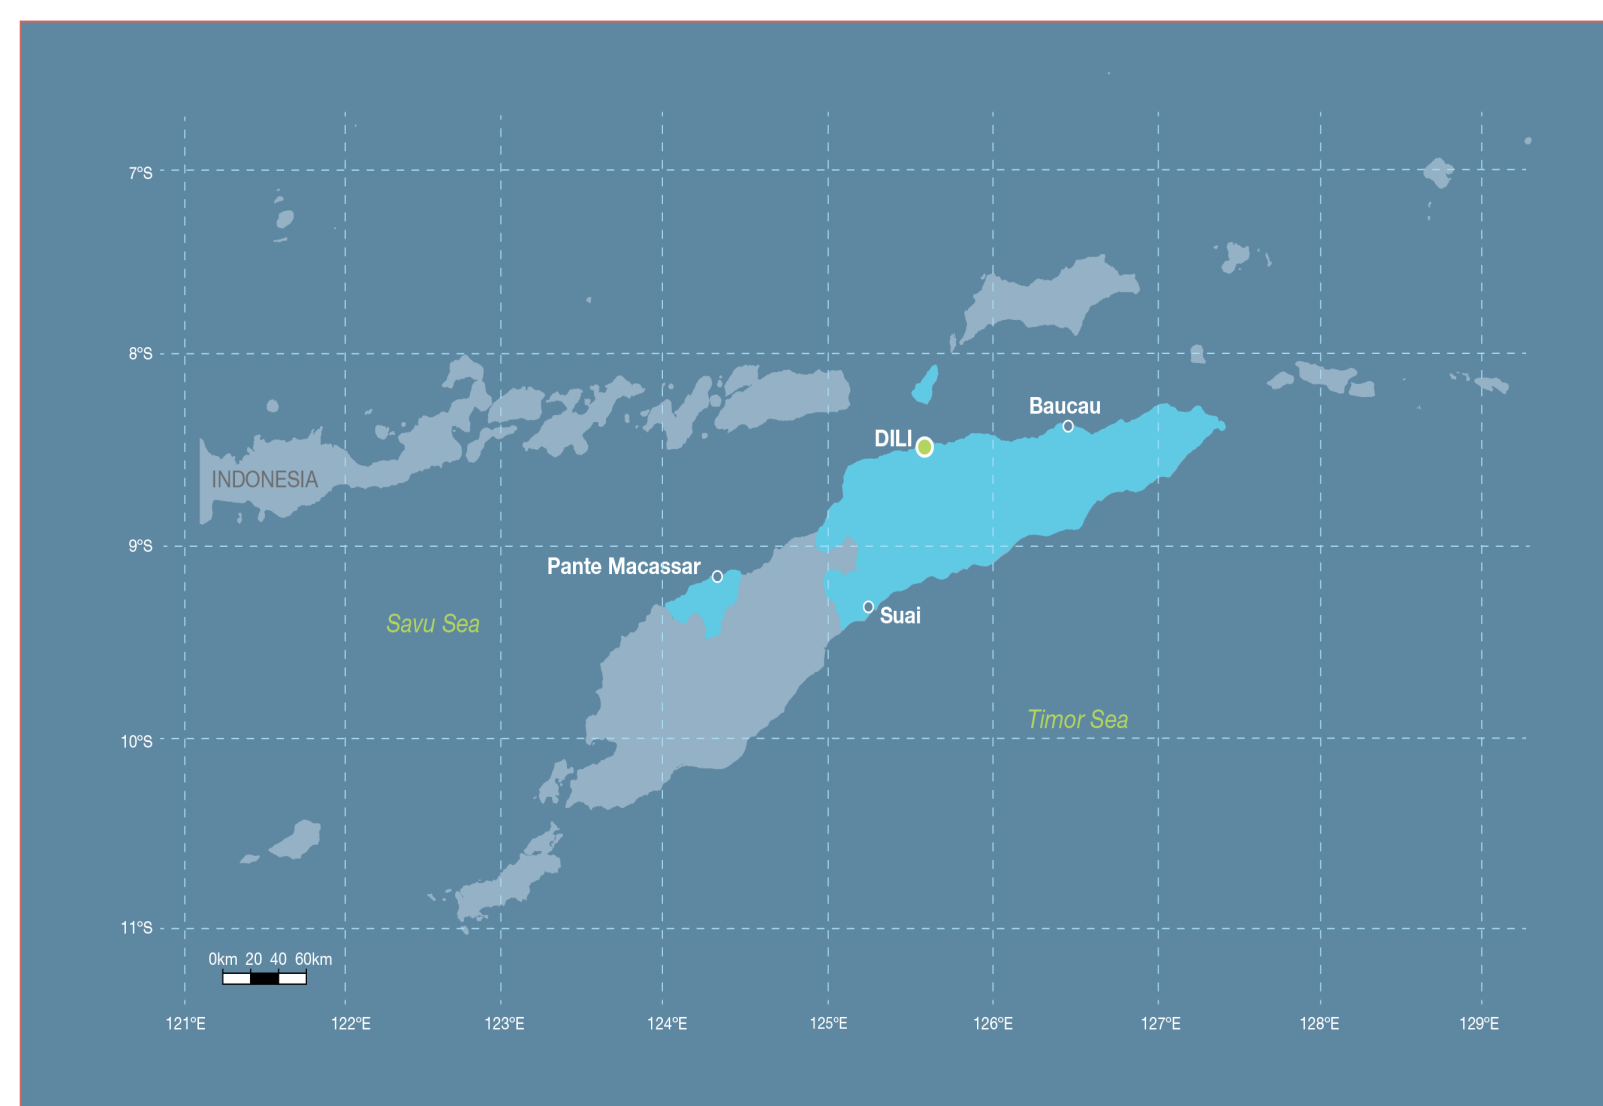 7°S
8°S
Baucau
DILI
INDONESIA
9°S
Pante Macassar
Suai
Savu Sea
Timor Sea
10°S
11°S
0km 20 40 60km
121°E 122°E 123°E 124°E 125°E 126°E 127°E 128°E 129°E